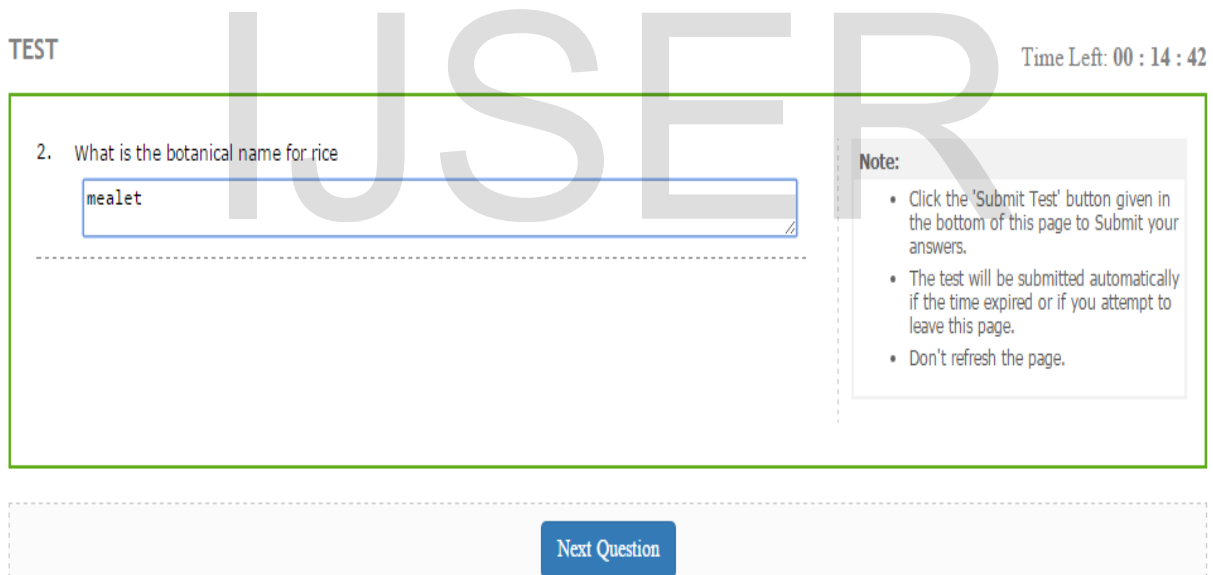 IJSER
TEST
Time Left: 00 : 14 : 42
2. What is the botanical name for rice
mealet
Note:
• Click the 'Submit Test' button given in
the bottom of this page to Submit your
answers.
• The test will be submitted automatically
if the time expired or if you attempt to
leave this page.
• Don't refresh the page.
Next Question